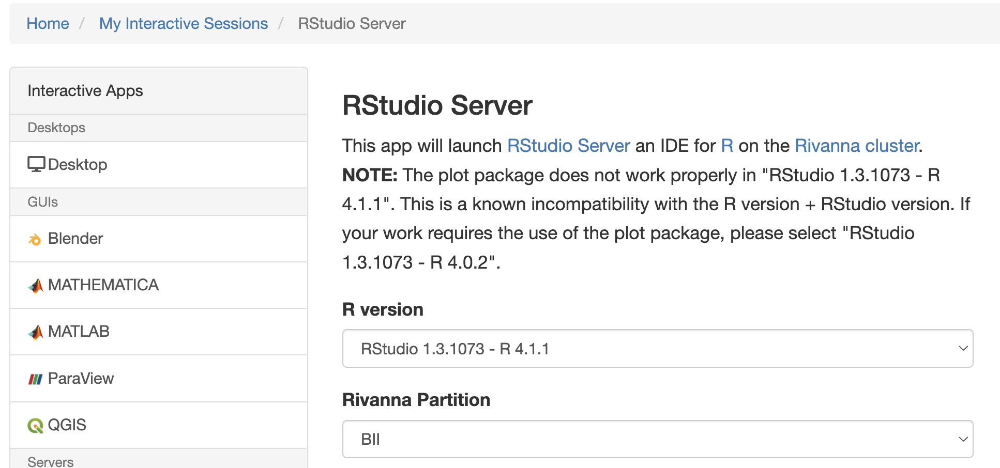 Home / My Interactive Sessions / RStudio Server
Interactive Apps
Desktops
Desktop
GUIs
Blender
MATHEMATICA
MATLAB
ParaView
QGIS
Servers
RStudio Server
This app will launch RStudio Server an IDE for R on the Rivanna cluster.
NOTE: The plot package does not work properly in "RStudio 1.3.1073 - R
4.1.1". This is a known incompatibility with the R version + RStudio version. If
your work requires the use of the plot package, please select "RStudio
1.3.1073 - R 4.0.2".
R version
RStudio 1.3.1073 - R 4.1.1
Rivanna Partition
BII